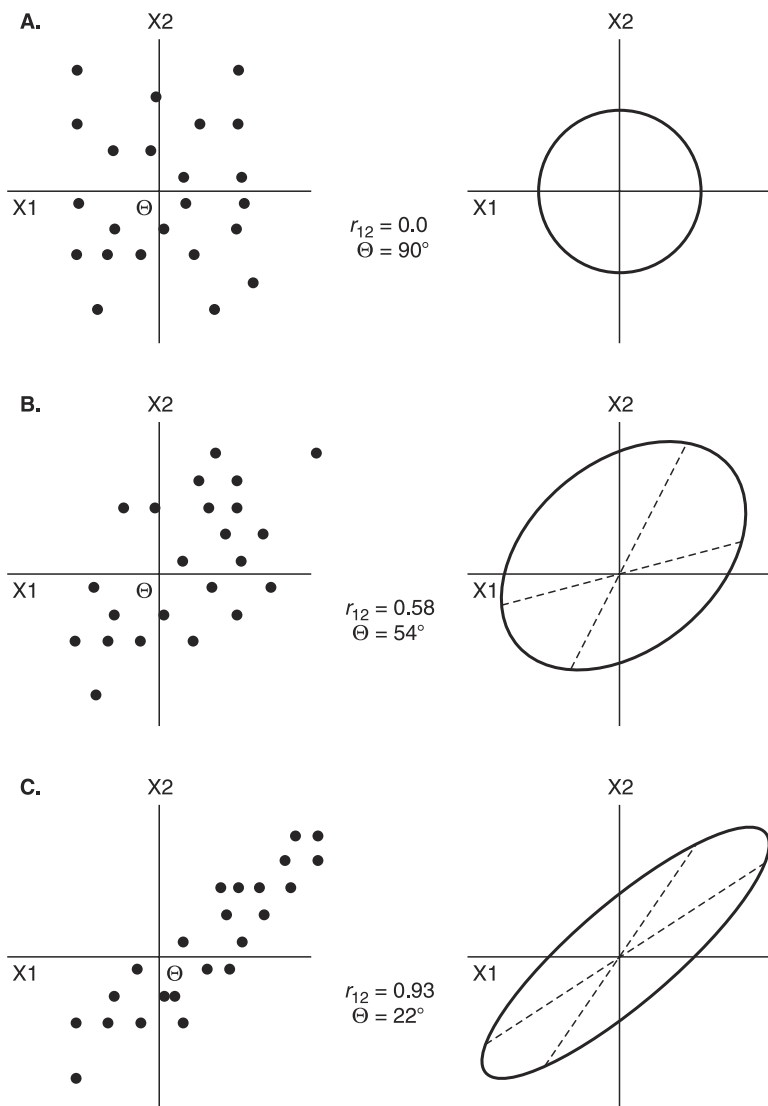 A.
X2
X2
X1
Θ
X1
r12 = 0.0
Θ = 90°
B.
X2
X2
X1
Θ
X1
r12 = 0.58
Θ = 54°
C.
X2
X2
X1
Θ
X1
r12 = 0.93
Θ = 22°